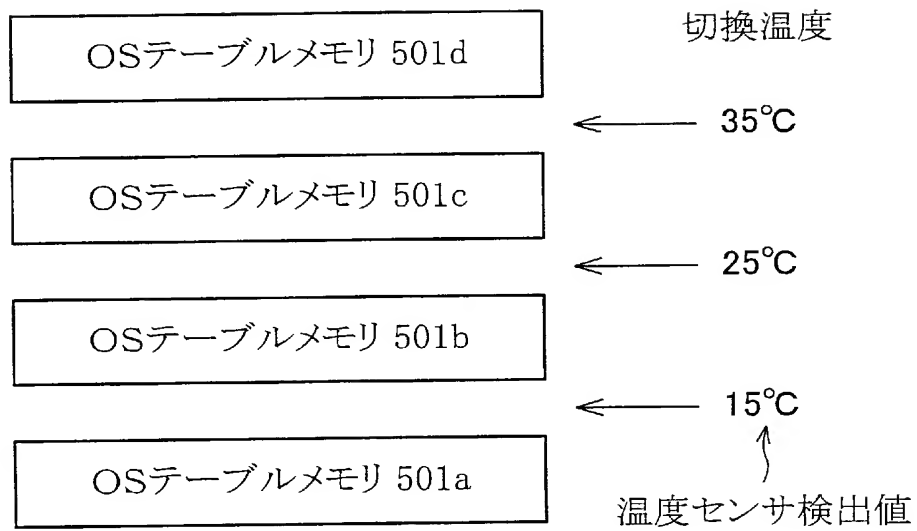 切換温度
OSテーブルメモリ 501d
35℃
OSテーブルメモリ 501c
25℃
OSテーブルメモリ 501b
15℃
OSテーブルメモリ 501a
温度センサ検出値